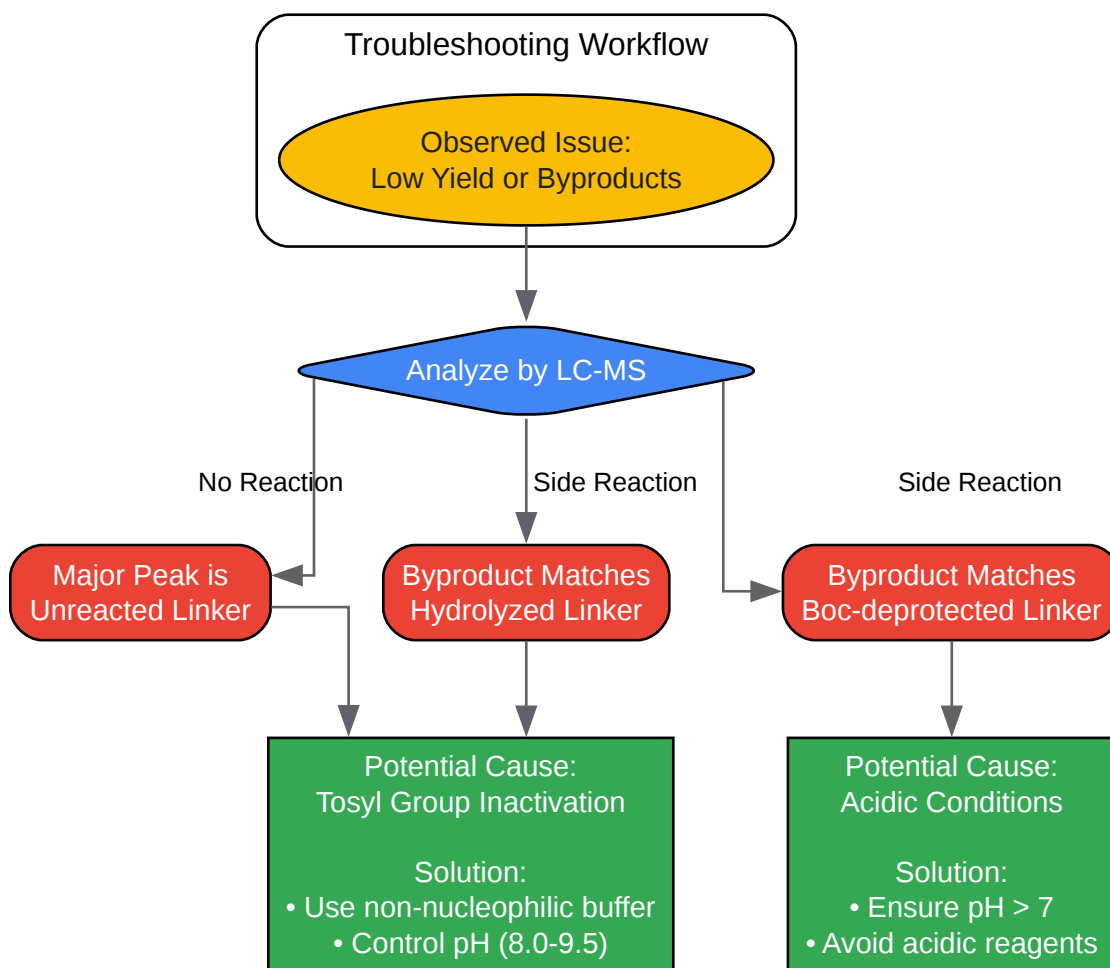 Troubleshooting Workflow
Observed Issue:
Low Yield or Byproducts
Analyze by LC-MS
No Reaction
Side Reaction
Side Reaction
Major Peak is
Unreacted Linker
Byproduct Matches
Hydrolyzed Linker
Byproduct Matches
Boc-deprotected Linker
Potential Cause:
Tosyl Group Inactivation
Solution:
• Use non-nucleophilic buffer
• Control pH (8.0-9.5)
Potential Cause:
Acidic Conditions
Solution:
• Ensure pH > 7
• Avoid acidic reagents